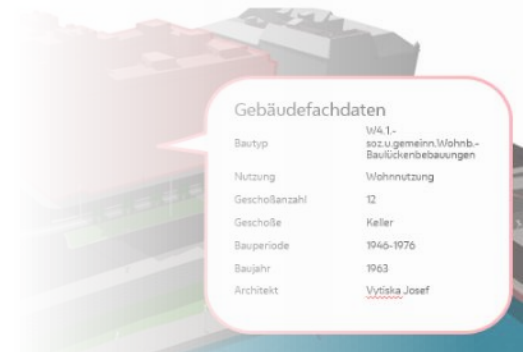 Gebäudefachdaten
Bautyp W4.1.-
soz.u.gemeinn.Wohnb.-
Baulückenbebauungen
Nutzung Wohnnutzung
Geschoßanzahl 12
Geschoße Keller
Bauperiode 1946-1976
Baujahr 1963
Architekt Vytiska Josef